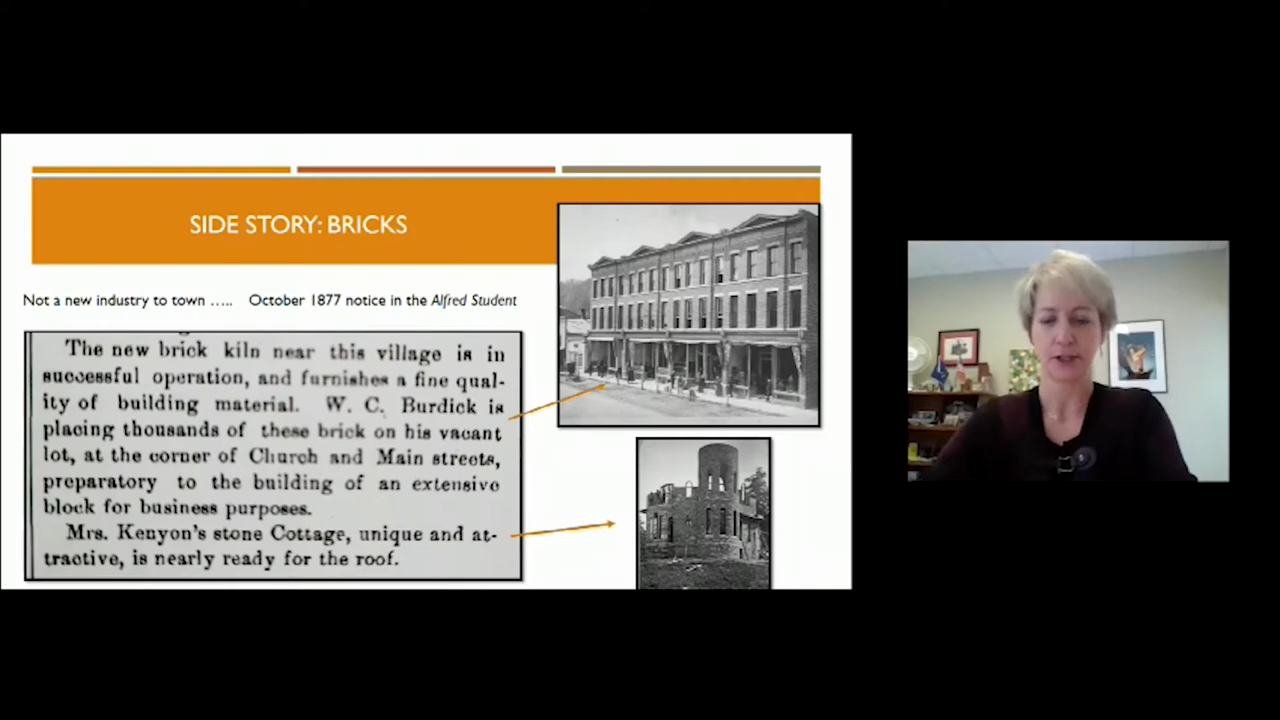 SIDE STORY: BRICKS
Not a new industry to town ….. October 1877 notice in the Alfred Student
The new brick kiln near this village is in
successful operation, and furnishes a fine qual-
ity of building material. W. C. Burdick is
placing thousands of these brick on his vacant
lot, at the corner of Church and Main streets,
preparatory to the building of an extensive
block for business purposes.
Mrs. Kenyon's stone Cottage, unique and at-
tractive, is nearly ready for the roof.